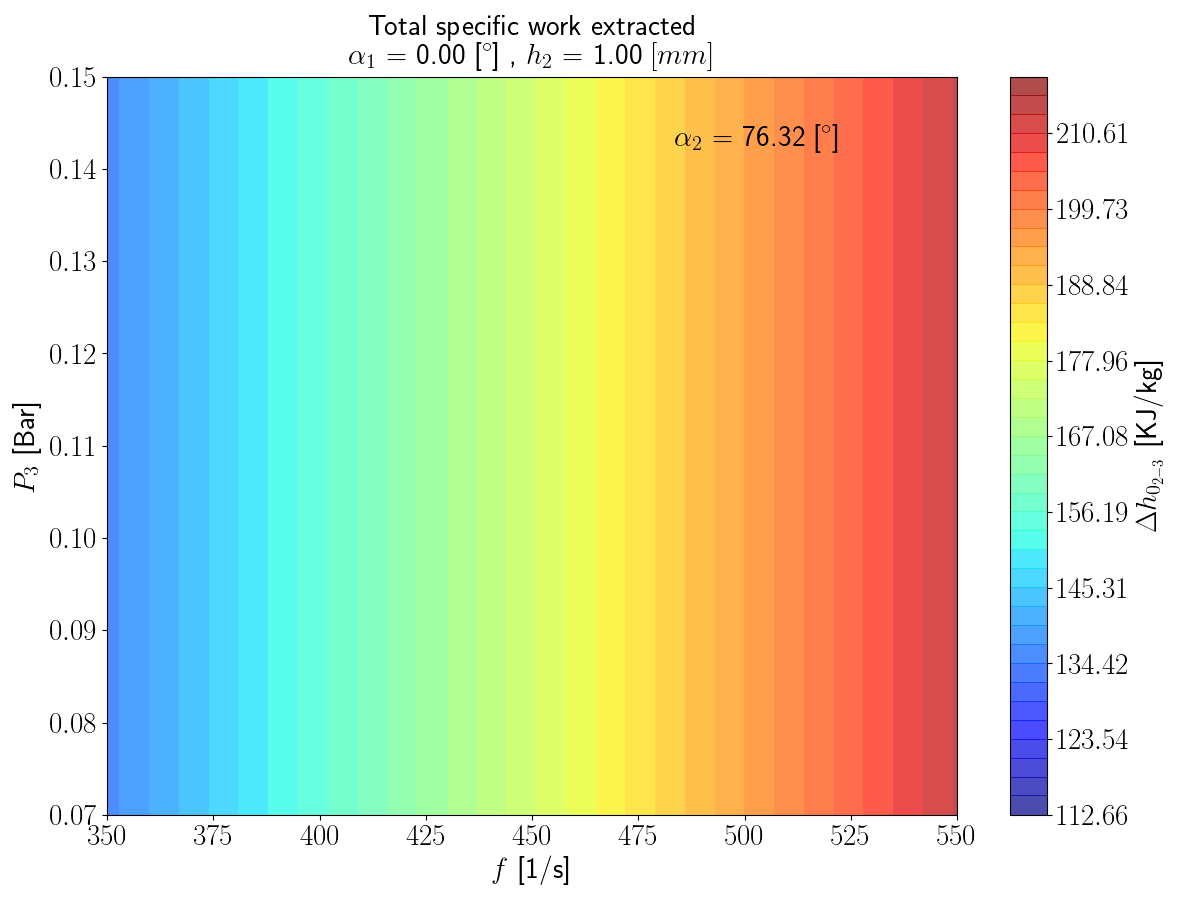 Total specific work extracted
α₁ = 0.00 [°] , h₂ = 1.00 [mm]
α₂ = 76.32 [°]
0.15
0.14
0.13
0.12
0.11
0.10
0.09
0.08
0.07
P₃ [Bar]
350 375 400 425 450 475 500 525 550
f [1/s]
210.61
199.73
188.84
177.96
167.08
156.19
145.31
134.42
123.54
112.66
Δh₀₂₋₃ [KJ/kg]